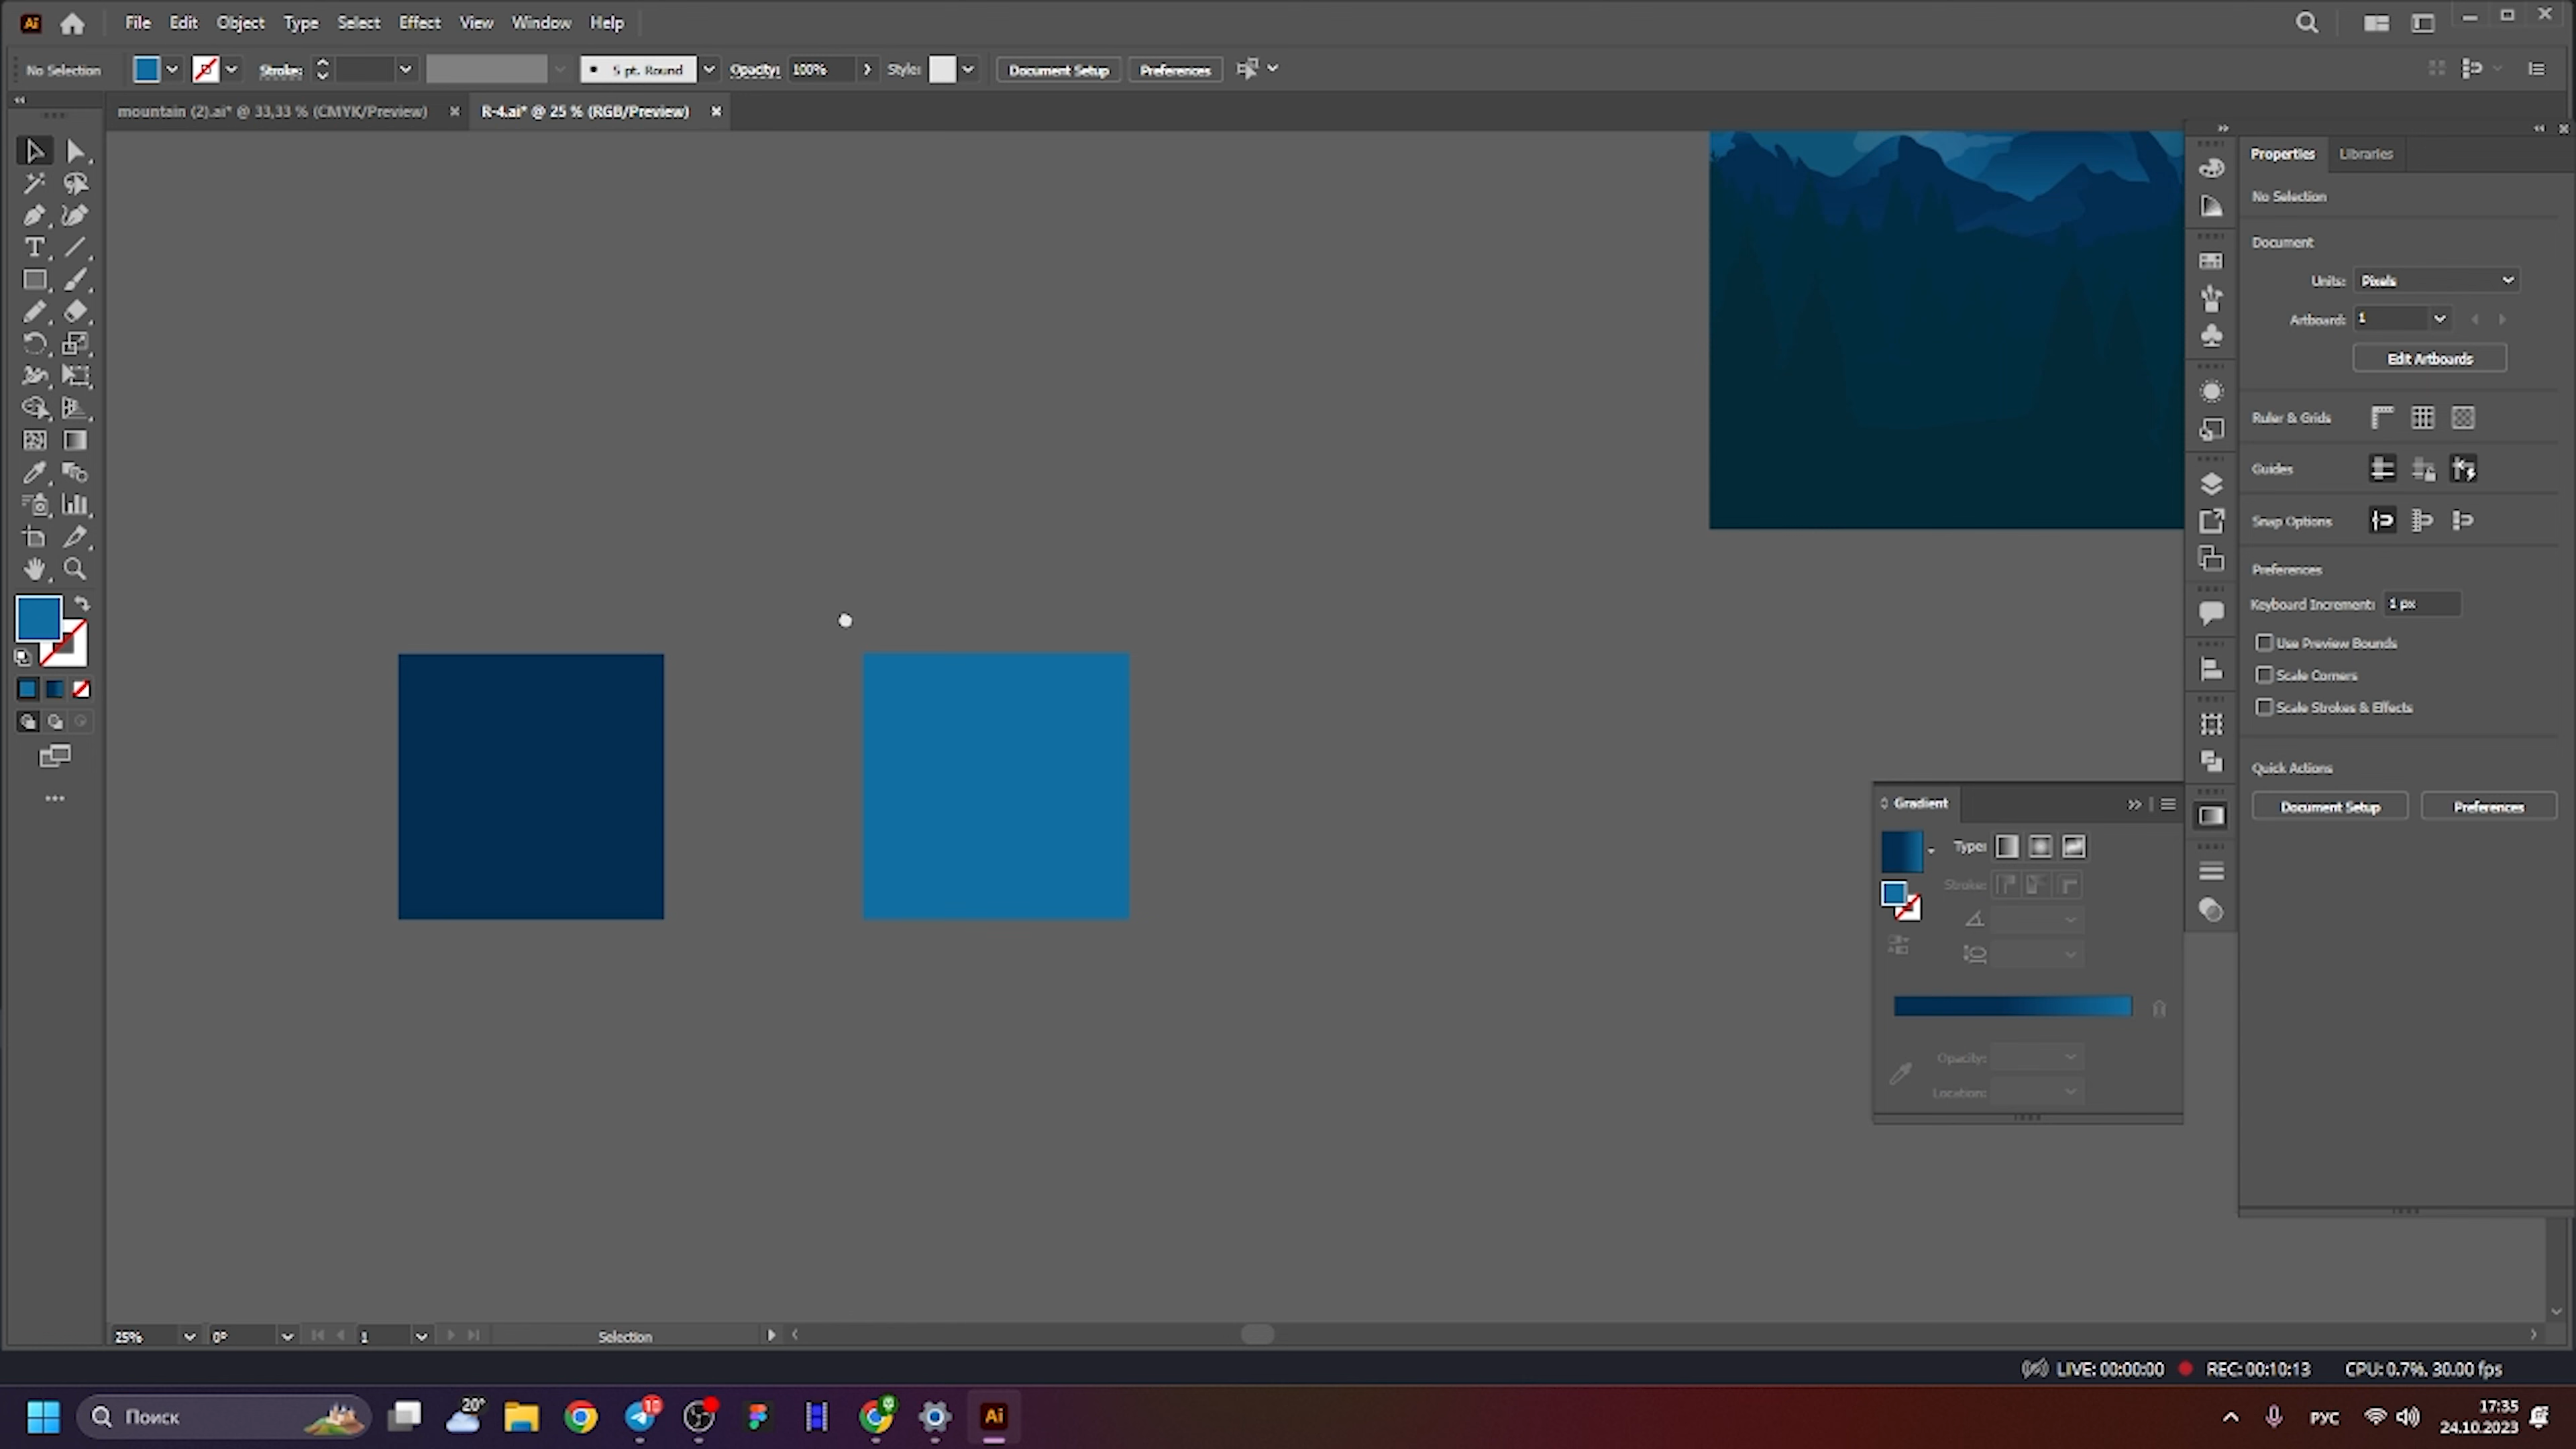 Ai File Edit Object Type Select Effect View Window Help
No Selection Stroke: 5 pt. Round Opacity: 100% Style: Document Setup Preferences
mountain (2).ai* @ 33,33 % (CMYK/Preview) R-4.ai* @ 25 % (RGB/Preview)
Properties Libraries
No Selection
Document
Units: Pixels
Artboard: 1
Edit Artboards
Ruler & Grids
Guides
Snap Options
Preferences
Keyboard Increment: 1 px
Use Preview Bounds
Scale Corners
Scale Strokes & Effects
Quick Actions
Document Setup Preferences
Gradient
Type:
Stroke:
Opacity:
Location:
25% 0° 1 Selection
LIVE: 00:00:00 REC: 00:10:13 CPU: 0.7%, 30.00 fps
Поиск 20° Ai РУС 17:35
24.10.2023